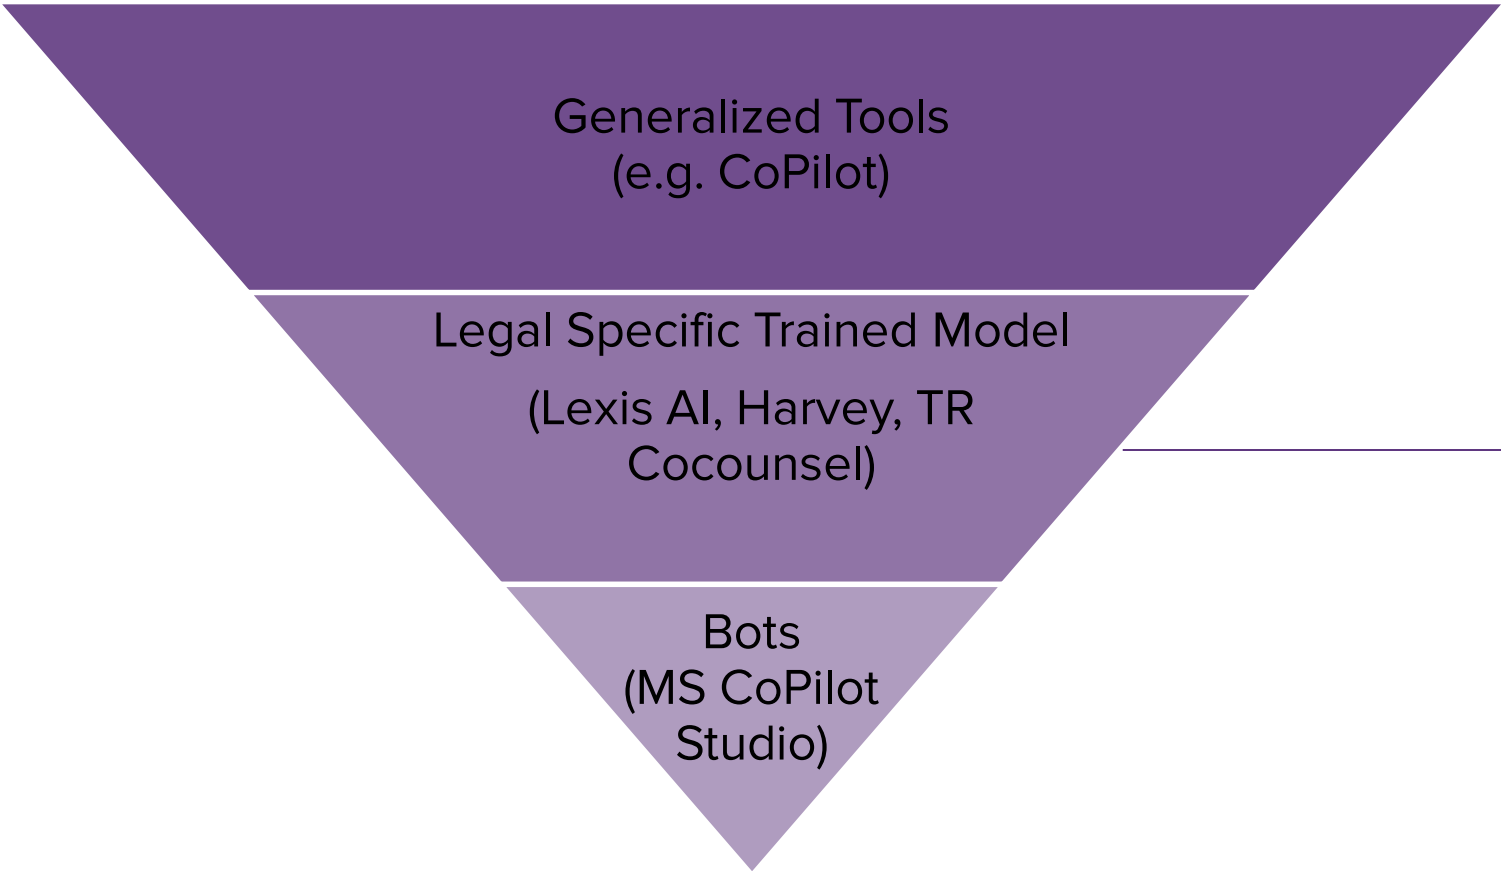 Generalized Tools
(e.g. CoPilot)
Legal Specific Trained Model
(Lexis AI, Harvey, TR
Cocounsel)
Bots
(MS CoPilot
Studio)